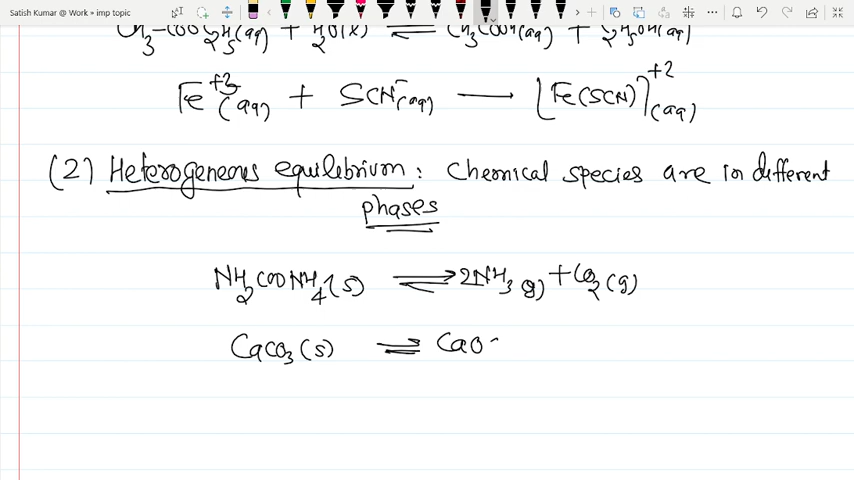 Satish Kumar @ Work » imp topic
CH3-COOC2H5(aq) + H2O(l) ⇌ CH3COOH(aq) + C2H5OH(aq)
Fe+3(aq) + SCN-(aq) → [Fe(SCN)]+2(aq)
(2) Heterogeneous equilibrium : Chemical species are in different
phases
NH2COONH4(s) ⇌ 2NH3(g) + CO2(g)
CaCO3(s) ⇌ CaO